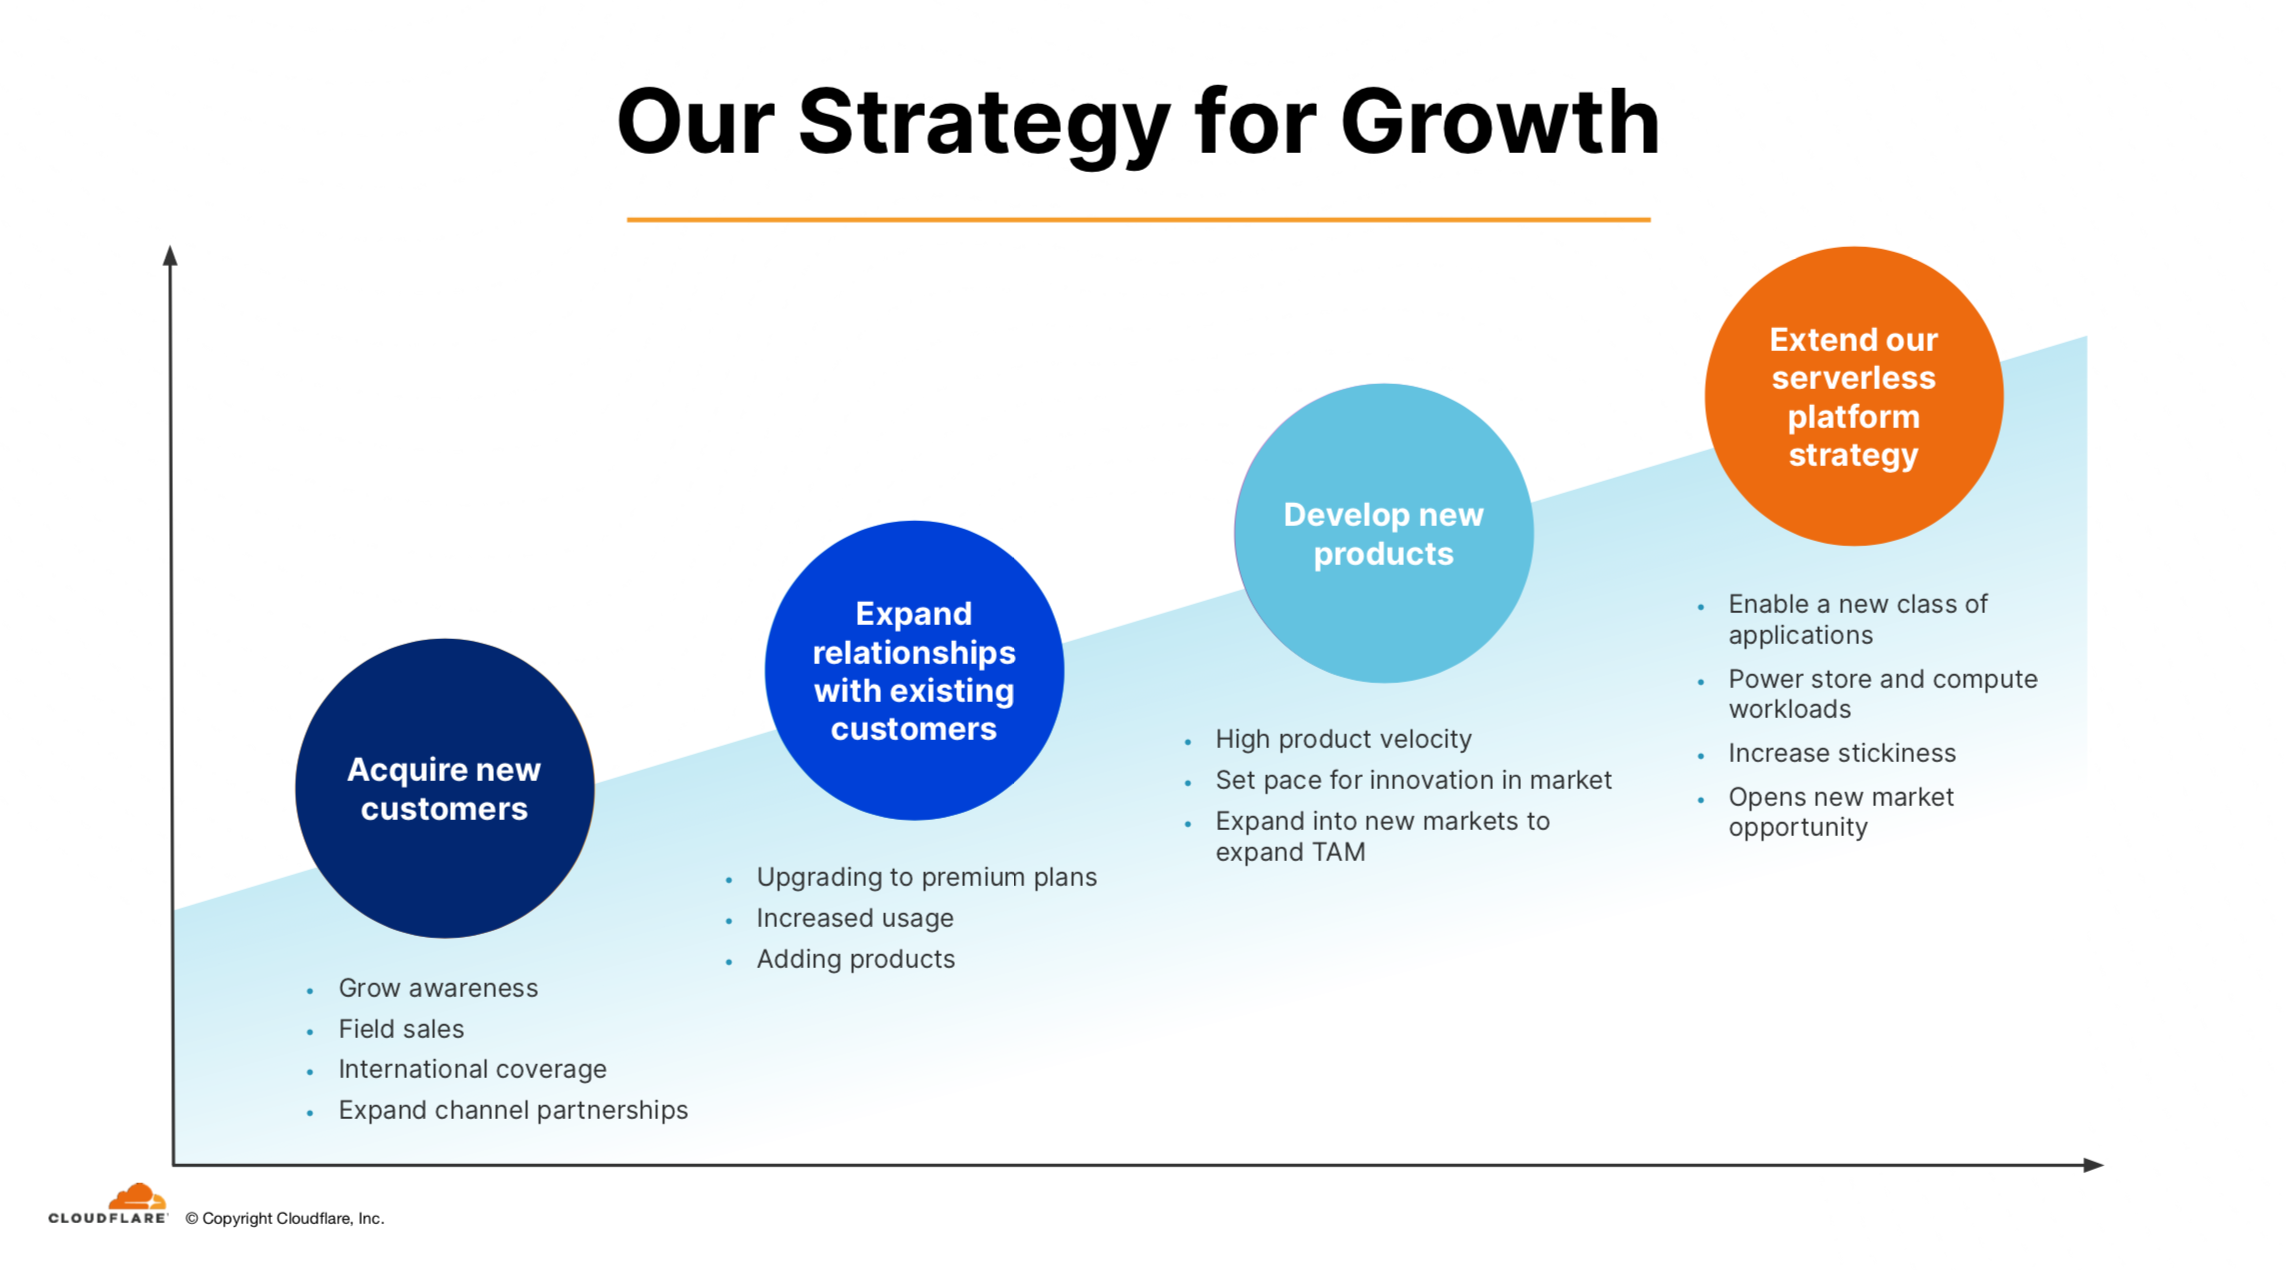 Our Strategy for Growth
Acquire new
customers
Grow awareness
Field sales
International coverage
Expand channel partnerships
Expand
relationships
with existing
customers
Upgrading to premium plans
Increased usage
Adding products
Develop new
products
High product velocity
Set pace for innovation in market
Expand into new markets to
expand TAM
Extend our
serverless
platform
strategy
Enable a new class of
applications
Power store and compute
workloads
Increase stickiness
Opens new market
opportunity
CLOUDFLARE
© Copyright Cloudflare, Inc.